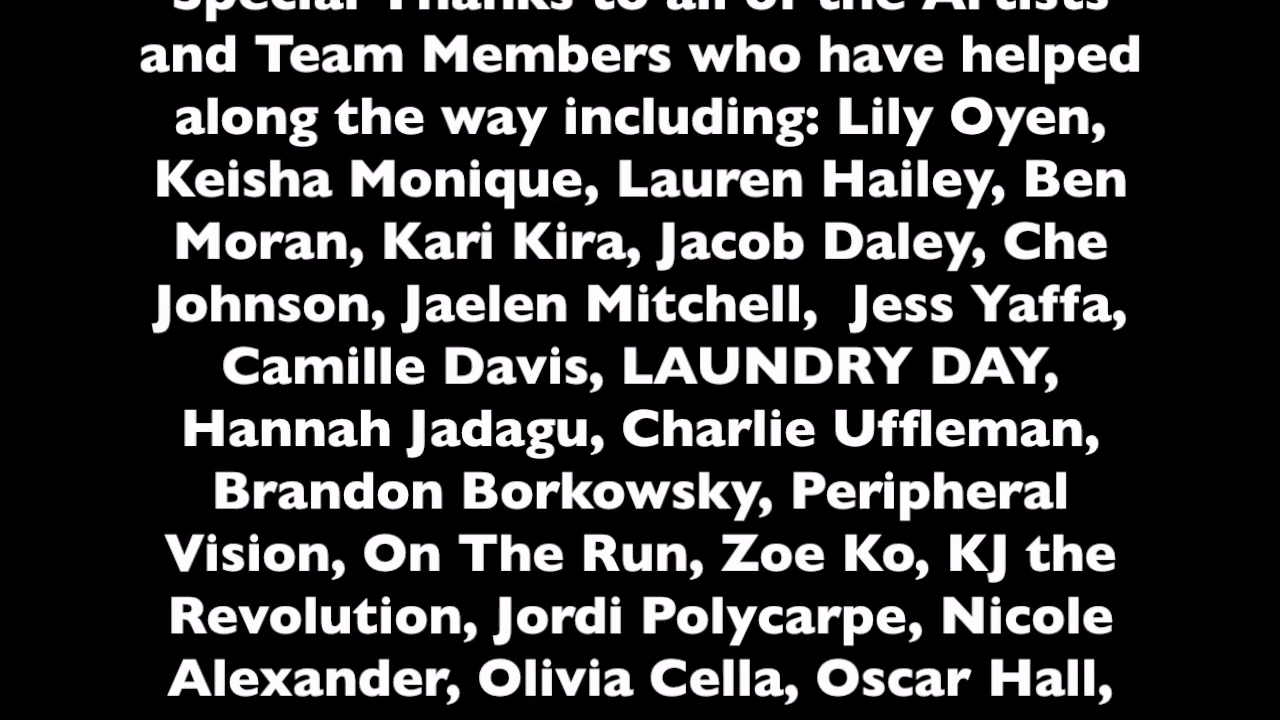 Special Thanks to all of the Artists
and Team Members who have helped
along the way including: Lily Oyen,
Keisha Monique, Lauren Hailey, Ben
Moran, Kari Kira, Jacob Daley, Che
Johnson, Jaelen Mitchell,  Jess Yaffa,
Camille Davis, LAUNDRY DAY,
Hannah Jadagu, Charlie Uffleman,
Brandon Borkowsky, Peripheral
Vision, On The Run, Zoe Ko, KJ the
Revolution, Jordi Polycarpe, Nicole
Alexander, Olivia Cella, Oscar Hall,